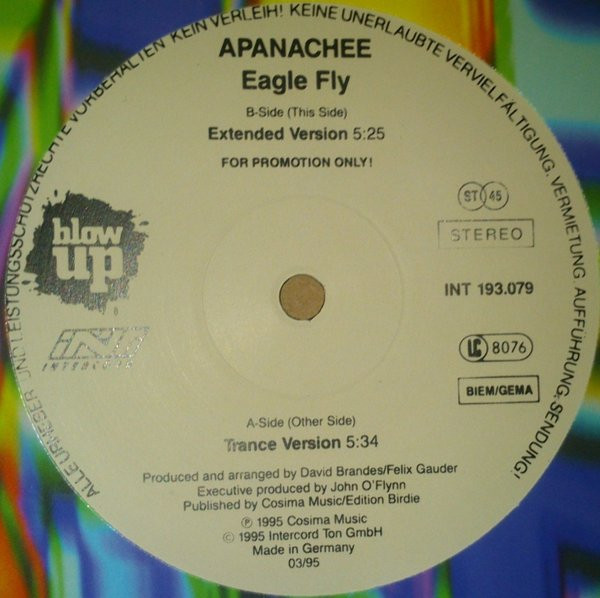 ALLE URHEBER UND LEISTUNGSSCHUTZRECHTE VORBEHALTEN KEIN VERLEIH! KEINE UNERLAUBTE VERVIELFÄLTIGUNG. VERMIETUNG AUFFÜHRUNG. SENDUNG!
APANACHEE
Eagle Fly
B-Side (This Side)
Extended Version 5:25
FOR PROMOTION ONLY!
blow
up
ST 45
STEREO
INT 193.079
INT
INTERCORD
LC 8076
BIEM/GEMA
A-Side (Other Side)
Trance Version 5:34
Produced and arranged by David Brandes/Felix Gauder
Executive produced by John O'Flynn
Published by Cosima Music/Edition Birdie
Ⓟ 1995 Cosima Music
© 1995 Intercord Ton GmbH
Made in Germany
03/95